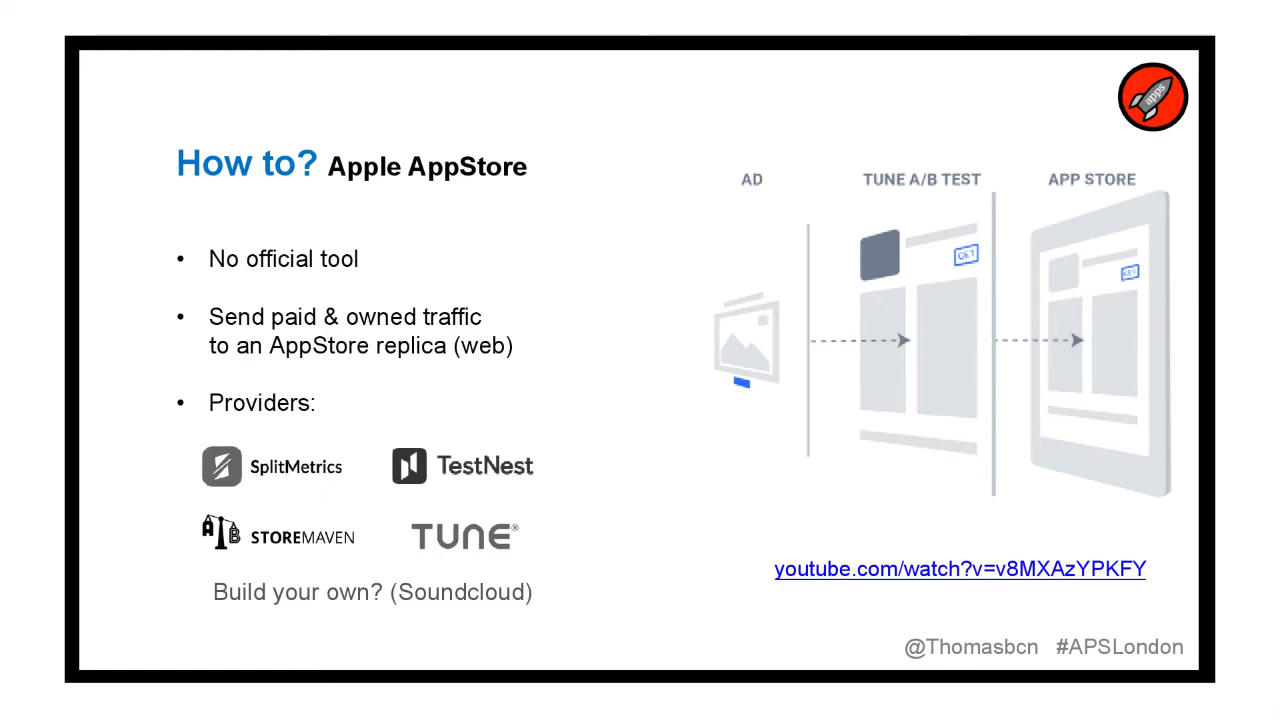 apps
How to? Apple AppStore
AD
TUNE A/B TEST
APP STORE
GET
GET
• No official tool
• Send paid & owned traffic
to an AppStore replica (web)
• Providers:
SplitMetrics
TestNest
A B STOREMAVEN
TUNE®
Build your own? (Soundcloud)
youtube.com/watch?v=v8MXAzYPKFY
@Thomasbcn #APSLondon